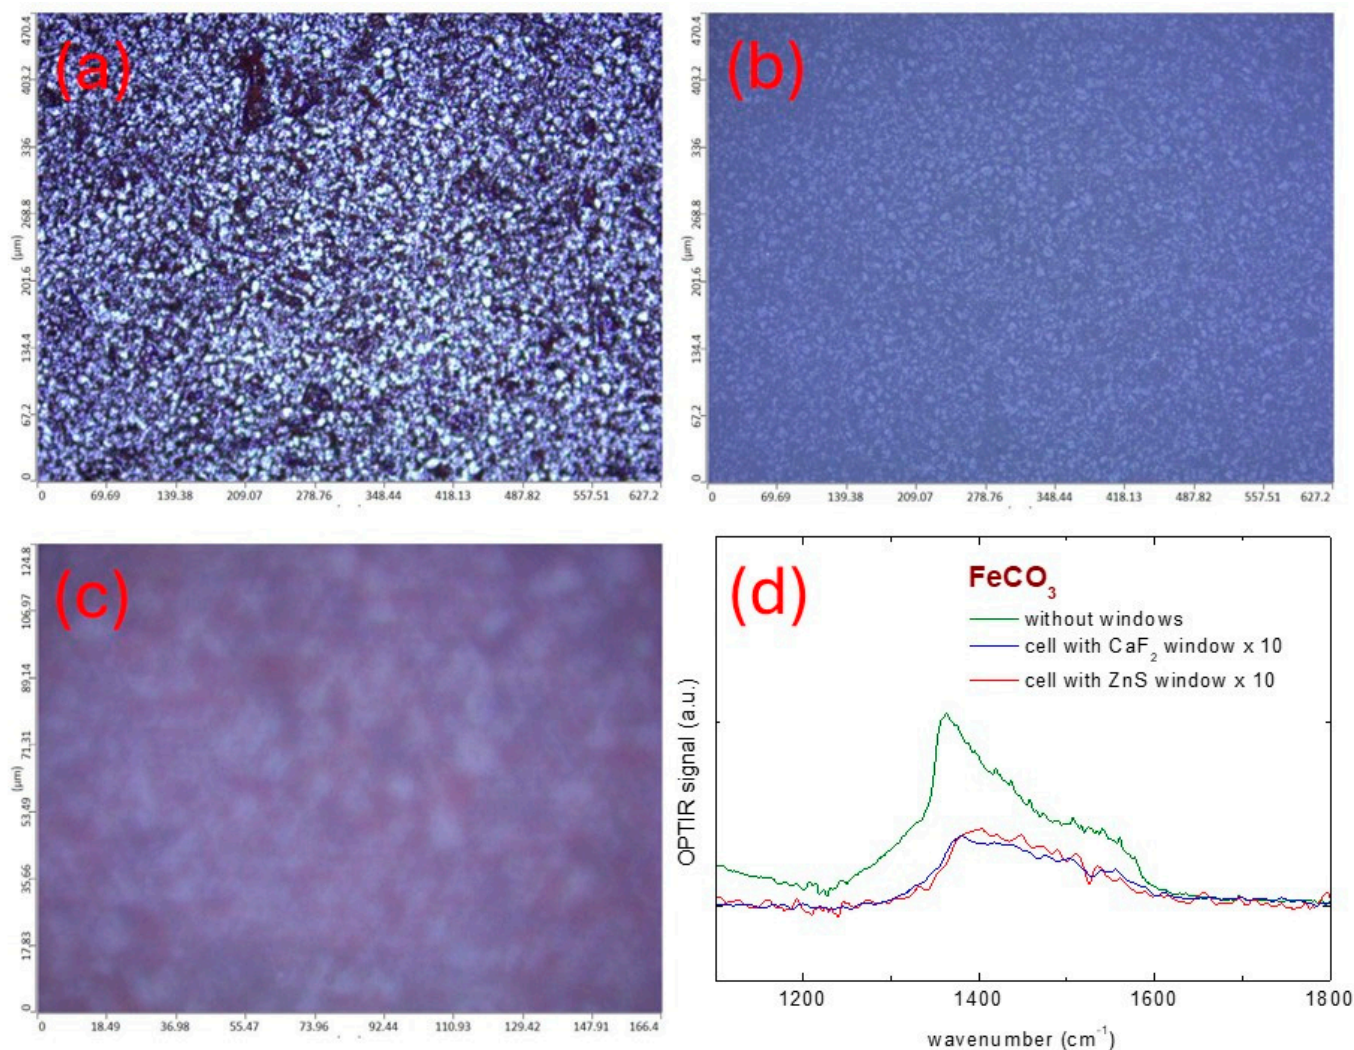 (a)
470.4
403.2
336
268.8
201.6
134.4
67.2
0
(µm)
0 69.69 139.38 209.07 278.76 348.44 418.13 487.82 557.51 627.2
(b)
470.4
403.2
336
268.8
201.6
134.4
67.2
0
(µm)
0 69.69 139.38 209.07 278.76 348.44 418.13 487.82 557.51 627.2
(c)
124.8
106.97
89.14
71.31
53.49
35.66
17.83
0
(µm)
0 18.49 36.98 55.47 73.96 92.44 110.93 129.42 147.91 166.4
(d)
FeCO₃
without windows
cell with CaF₂ window x 10
cell with ZnS window x 10
OPTIR signal (a.u.)
1200 1400 1600 1800
wavenumber (cm⁻¹)